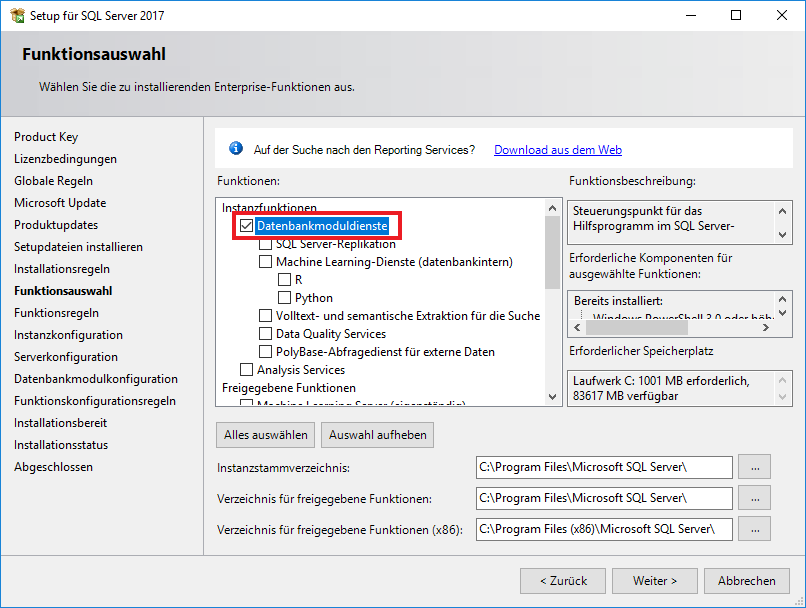 Setup für SQL Server 2017
Funktionsauswahl
Wählen Sie die zu installierenden Enterprise-Funktionen aus.
Product Key
Lizenzbedingungen
Globale Regeln
Microsoft Update
Produktupdates
Setupdateien installieren
Installationsregeln
Funktionsauswahl
Funktionsregeln
Instanzkonfiguration
Serverkonfiguration
Datenbankmodulkonfiguration
Funktionskonfigurationsregeln
Installationsbereit
Installationsstatus
Abgeschlossen
Auf der Suche nach den Reporting Services? Download aus dem Web
Funktionen:
Instanzfunktionen
Datenbankmoduldienste
SQL Server-Replikation
Machine Learning-Dienste (datenbankintern)
R
Python
Volltext- und semantische Extraktion für die Suche
Data Quality Services
PolyBase-Abfragedienst für externe Daten
Analysis Services
Freigegebene Funktionen
Machine Learning Server (eigenständig)
Funktionsbeschreibung:
Steuerungspunkt für das
Hilfsprogramm im SQL Server-
Erforderliche Komponenten für
ausgewählte Funktionen:
Bereits installiert:
Windows PowerShell 3.0 oder höh
Erforderlicher Speicherplatz
Laufwerk C: 1001 MB erforderlich,
83617 MB verfügbar
Alles auswählen
Auswahl aufheben
Instanzstammverzeichnis:
C:\Program Files\Microsoft SQL Server\
...
Verzeichnis für freigegebene Funktionen:
C:\Program Files\Microsoft SQL Server\
...
Verzeichnis für freigegebene Funktionen (x86):
C:\Program Files (x86)\Microsoft SQL Server\
...
< Zurück
Weiter >
Abbrechen